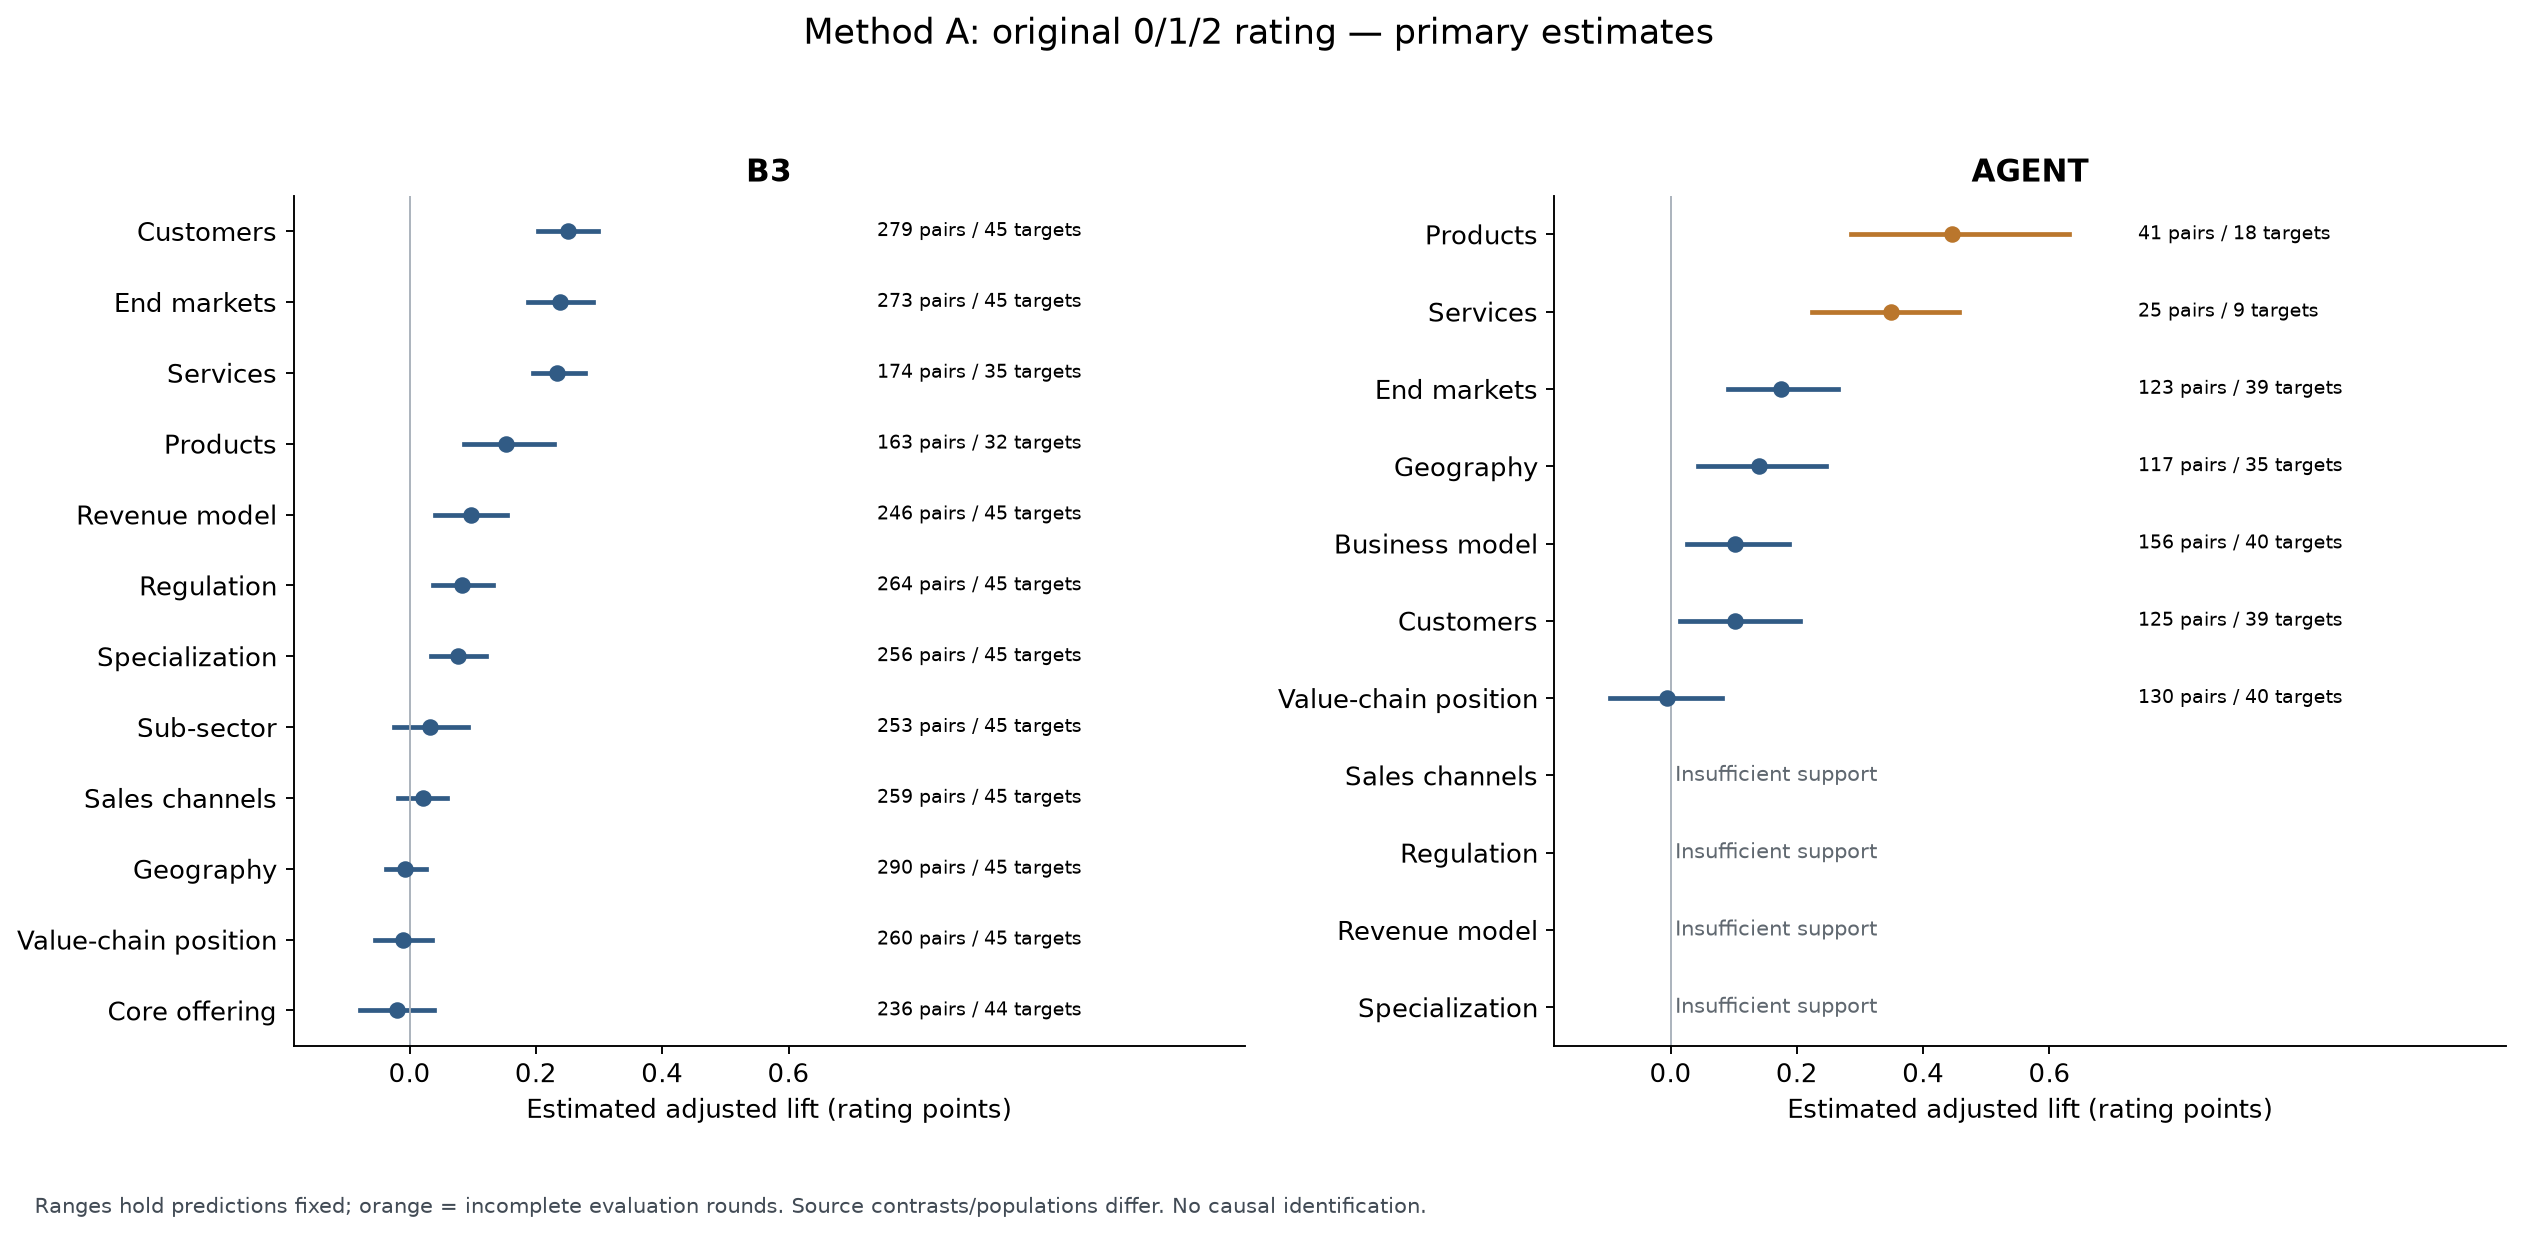 Method A: original 0/1/2 rating — primary estimates
B3
Customers 279 pairs / 45 targets
End markets 273 pairs / 45 targets
Services 174 pairs / 35 targets
Products 163 pairs / 32 targets
Revenue model 246 pairs / 45 targets
Regulation 264 pairs / 45 targets
Specialization 256 pairs / 45 targets
Sub-sector 253 pairs / 45 targets
Sales channels 259 pairs / 45 targets
Geography 290 pairs / 45 targets
Value-chain position 260 pairs / 45 targets
Core offering 236 pairs / 44 targets
0.0 0.2 0.4 0.6
Estimated adjusted lift (rating points)
AGENT
Products 41 pairs / 18 targets
Services 25 pairs / 9 targets
End markets 123 pairs / 39 targets
Geography 117 pairs / 35 targets
Business model 156 pairs / 40 targets
Customers 125 pairs / 39 targets
Value-chain position 130 pairs / 40 targets
Sales channels Insufficient support
Regulation Insufficient support
Revenue model Insufficient support
Specialization Insufficient support
0.0 0.2 0.4 0.6
Estimated adjusted lift (rating points)
Ranges hold predictions fixed; orange = incomplete evaluation rounds. Source contrasts/populations differ. No causal identification.